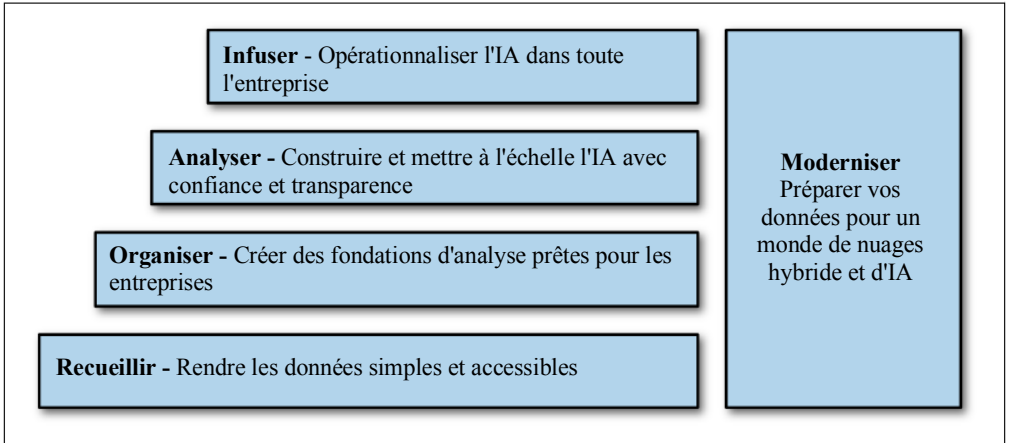 Infuser - Opérationnaliser l'IA dans toute
l'entreprise
Analyser - Construire et mettre à l'échelle l'IA avec
confiance et transparence
Organiser - Créer des fondations d'analyse prêtes pour les
entreprises
Recueillir - Rendre les données simples et accessibles
Moderniser
Préparer vos
données pour un
monde de nuages
hybride et d'IA